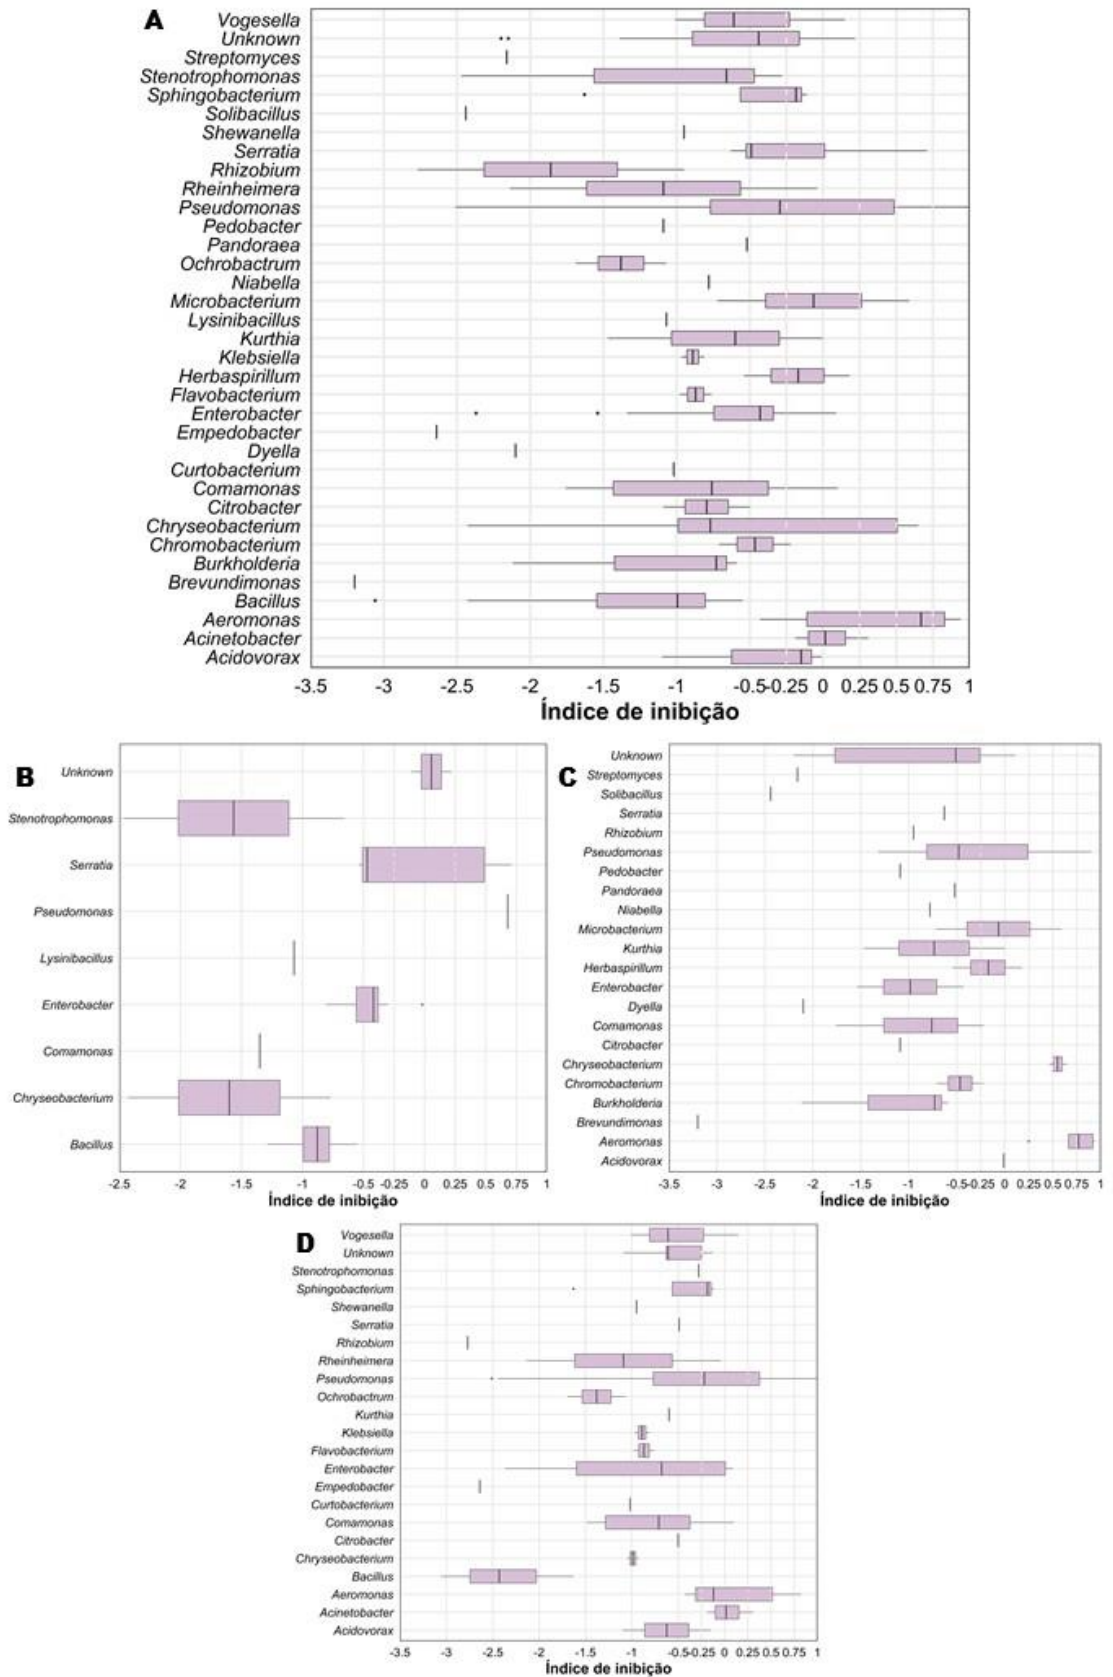 A
Vogesella
Unknown
Streptomyces
Stenotrophomonas
Sphingobacterium
Solibacillus
Shewanella
Serratia
Rhizobium
Rheinheimera
Pseudomonas
Pedobacter
Pandoraea
Ochrobactrum
Niabella
Microbacterium
Lysinibacillus
Kurthia
Klebsiella
Herbaspirillum
Flavobacterium
Enterobacter
Empedobacter
Dyella
Curtobacterium
Comamonas
Citrobacter
Chryseobacterium
Chromobacterium
Burkholderia
Brevundimonas
Bacillus
Aeromonas
Acinetobacter
Acidovorax
-3.5 -3 -2.5 -2 -1.5 -1 -0.5 -0.25 0 0.25 0.5 0.75 1
Índice de inibição
B
Unknown
Stenotrophomonas
Serratia
Pseudomonas
Lysinibacillus
Enterobacter
Comamonas
Chryseobacterium
Bacillus
-2.5 -2 -1.5 -1 -0.5 -0.25 0 0.25 0.5 0.75 1
Índice de inibição
C
Unknown
Streptomyces
Solibacillus
Serratia
Rhizobium
Pseudomonas
Pedobacter
Pandoraea
Niabella
Microbacterium
Kurthia
Herbaspirillum
Enterobacter
Dyella
Comamonas
Citrobacter
Chryseobacterium
Chromobacterium
Burkholderia
Brevundimonas
Aeromonas
Acidovorax
-3.5 -3 -2.5 -2 -1.5 -1 -0.5 -0.25 0 0.25 0.5 0.75 1
Índice de inibição
D
Vogesella
Unknown
Stenotrophomonas
Sphingobacterium
Shewanella
Serratia
Rhizobium
Rheinheimera
Pseudomonas
Ochrobactrum
Kurthia
Klebsiella
Flavobacterium
Enterobacter
Empedobacter
Curtobacterium
Comamonas
Citrobacter
Chryseobacterium
Bacillus
Aeromonas
Acinetobacter
Acidovorax
-3.5 -3 -2.5 -2 -1.5 -1 -0.5 -0.25 0 0.25 0.5 0.75 1
Índice de inibição